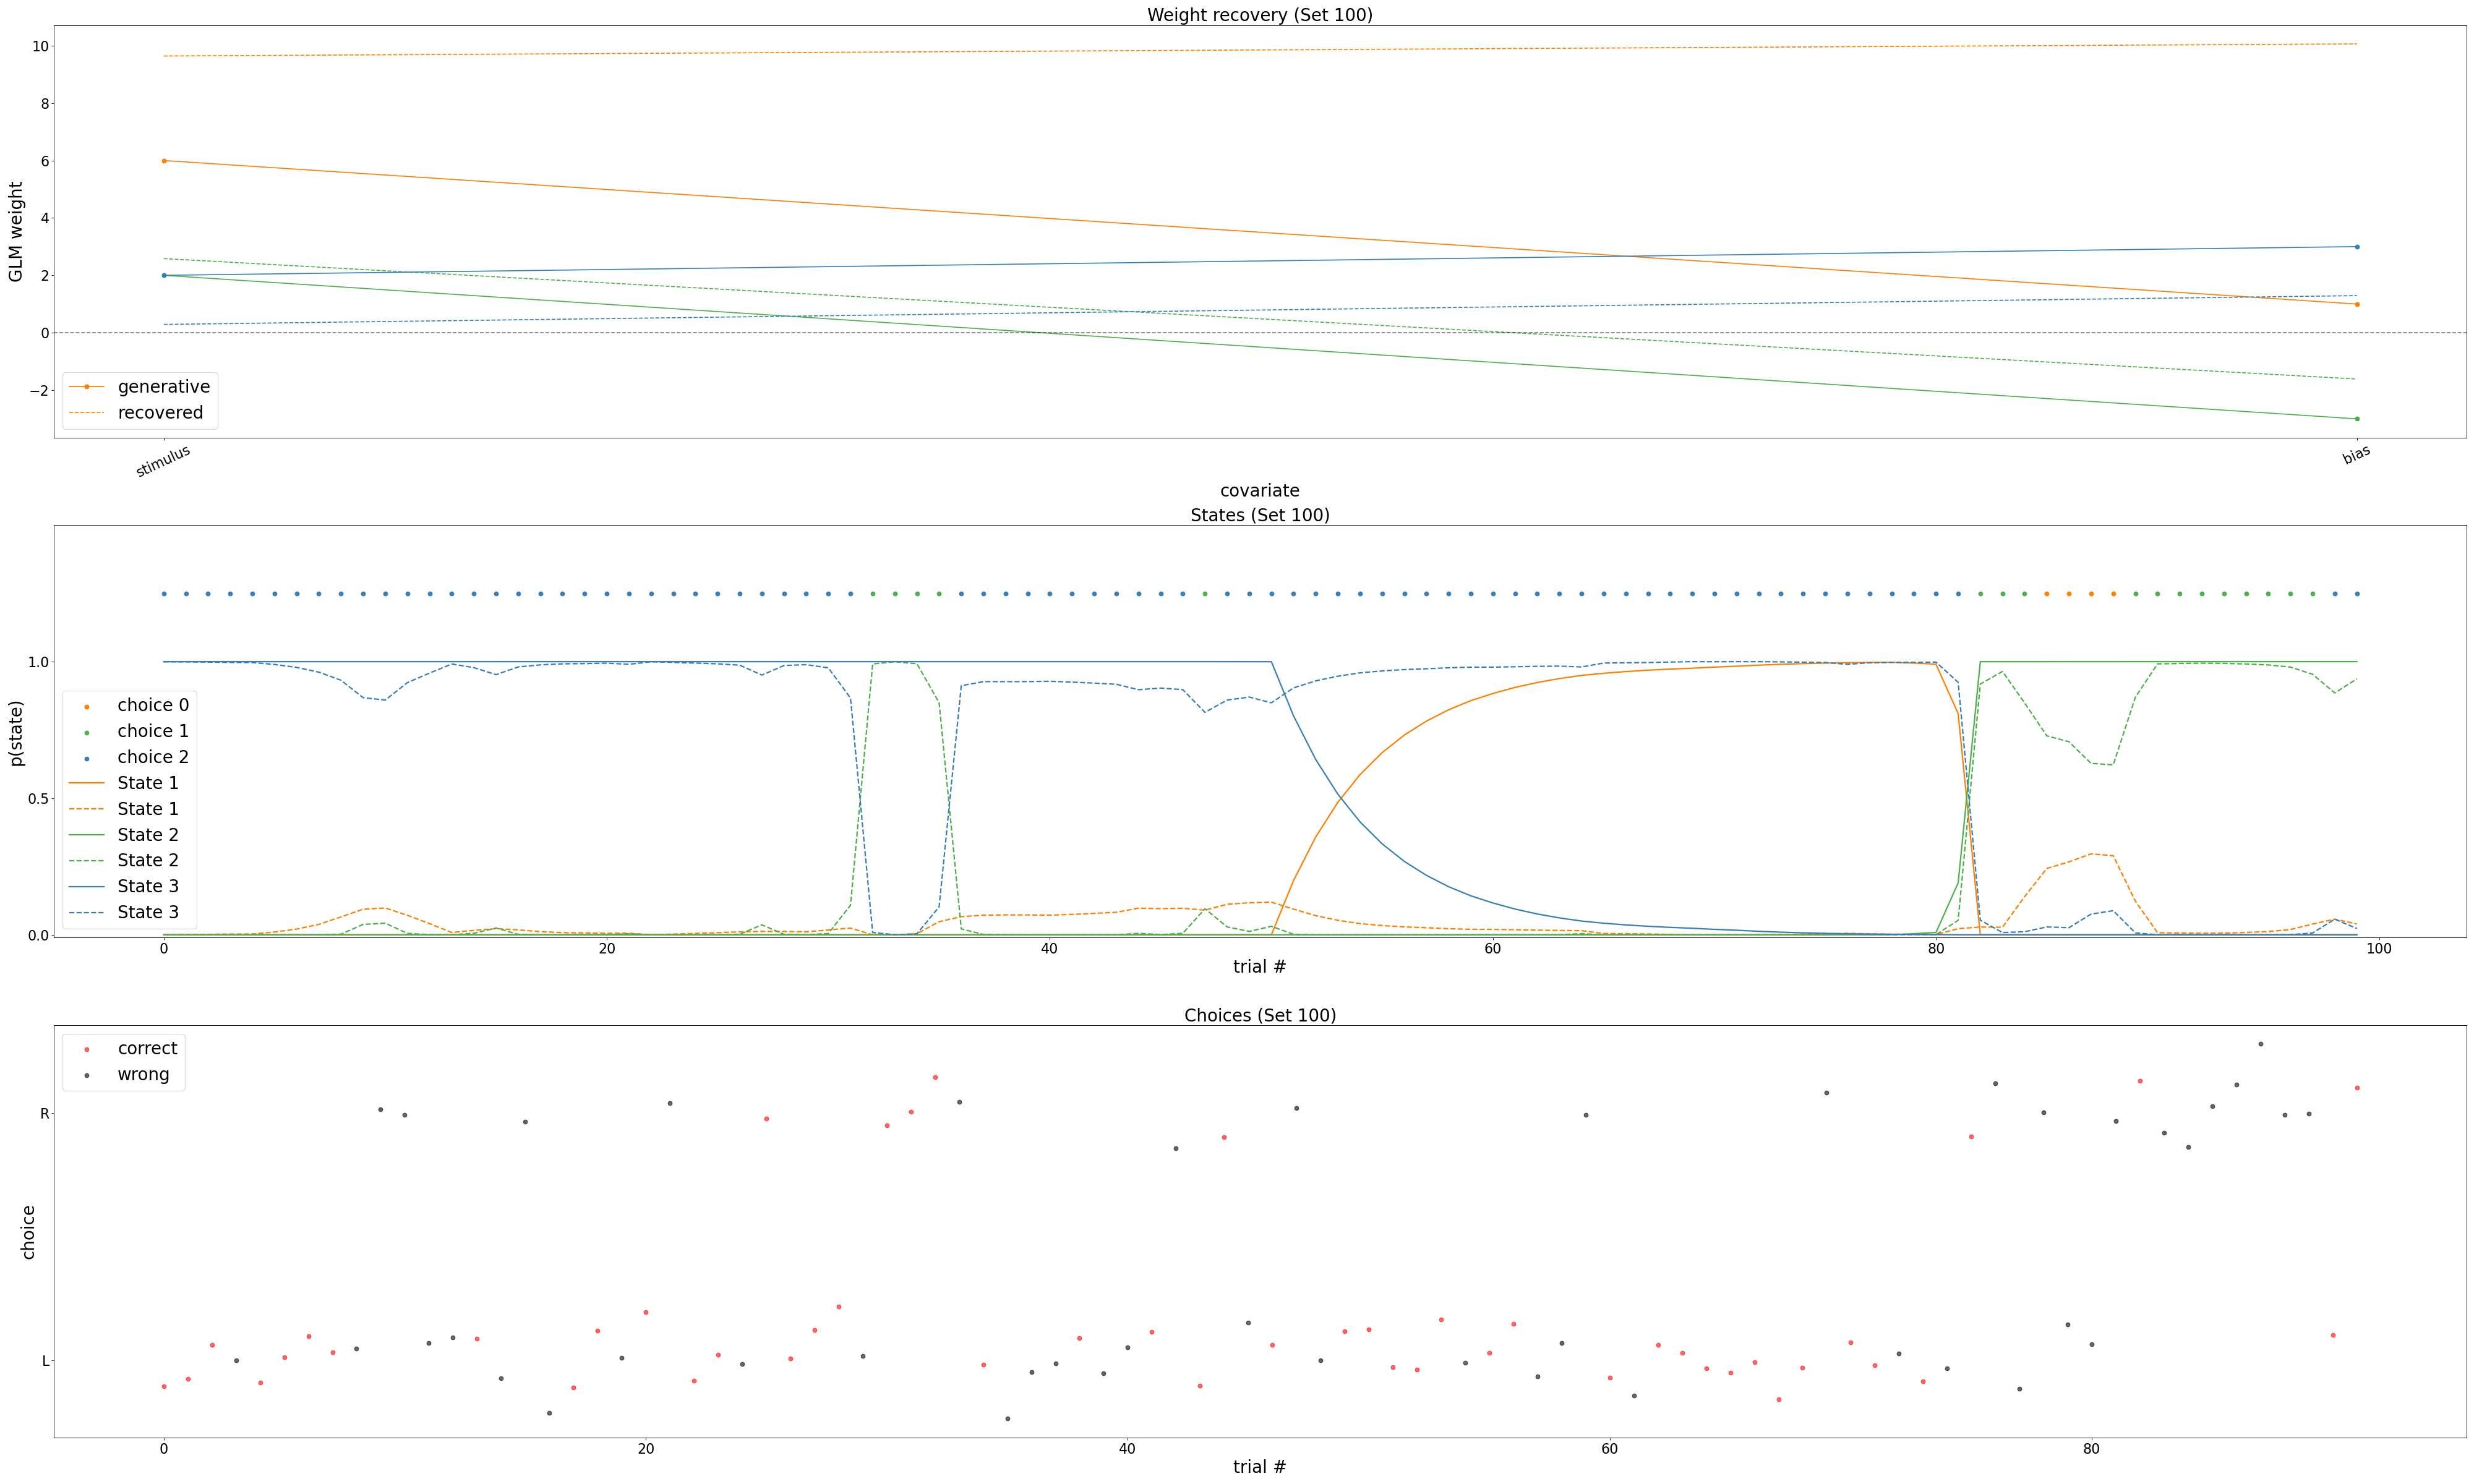 Weight recovery (Set 100)
10
8
6
4
2
0
−2
GLM weight
generative
recovered
stimulus
bias
covariate
States (Set 100)
1.0
0.5
0.0
p(state)
choice 0
choice 1
choice 2
State 1
State 1
State 2
State 2
State 3
State 3
0
20
40
60
80
100
trial #
Choices (Set 100)
correct
wrong
R
L
choice
0
20
40
60
80
trial #